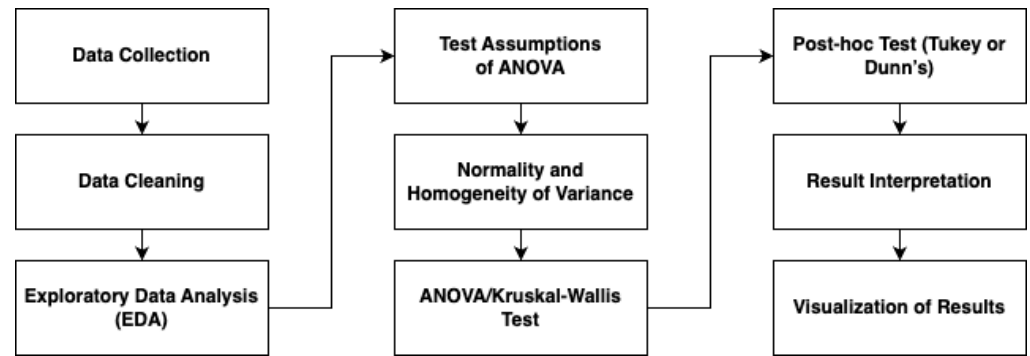 Data Collection
Data Cleaning
Exploratory Data Analysis
(EDA)
Test Assumptions
of ANOVA
Normality and
Homogeneity of Variance
ANOVA/Kruskal-Wallis
Test
Post-hoc Test (Tukey or
Dunn's)
Result Interpretation
Visualization of Results